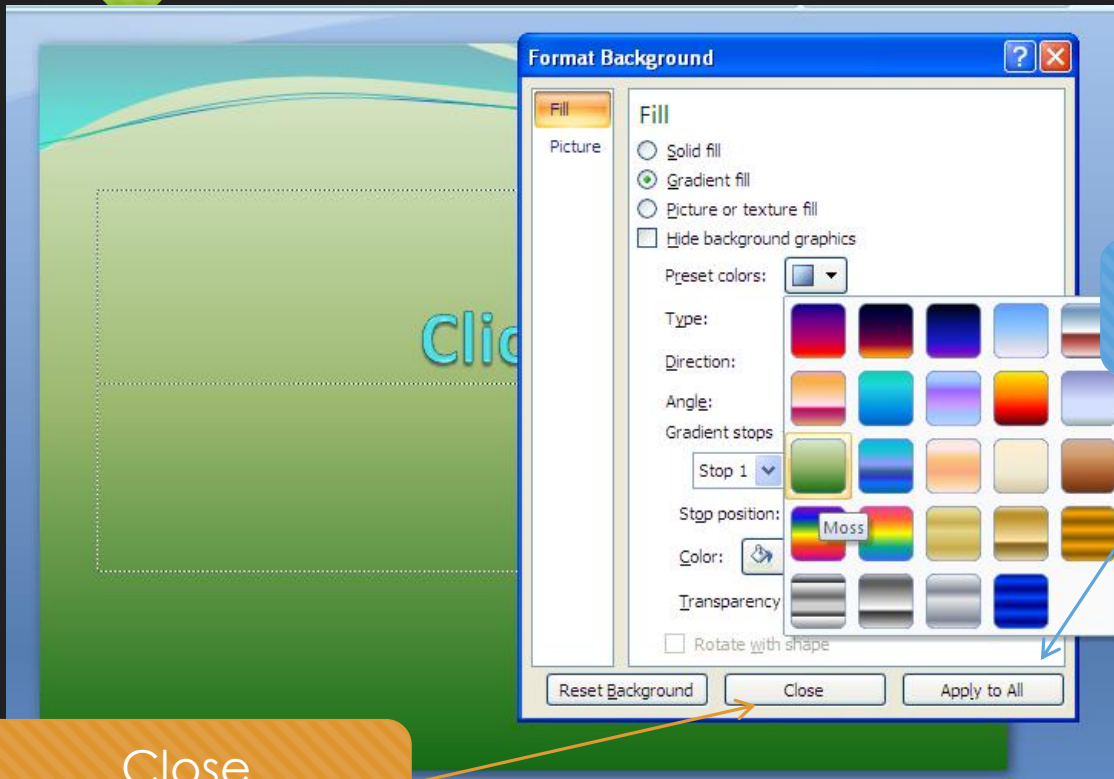 Format Background
Fill
Picture
Fill
Solid fill
Gradient fill
Picture or texture fill
Hide background graphics
Preset colors:
Type:
Direction:
Angle:
Gradient stops
Stop 1
Stop position:
Moss
Color:
Transparency
Rotate with shape
Reset Background
Close
Apply to All
Clic
Close